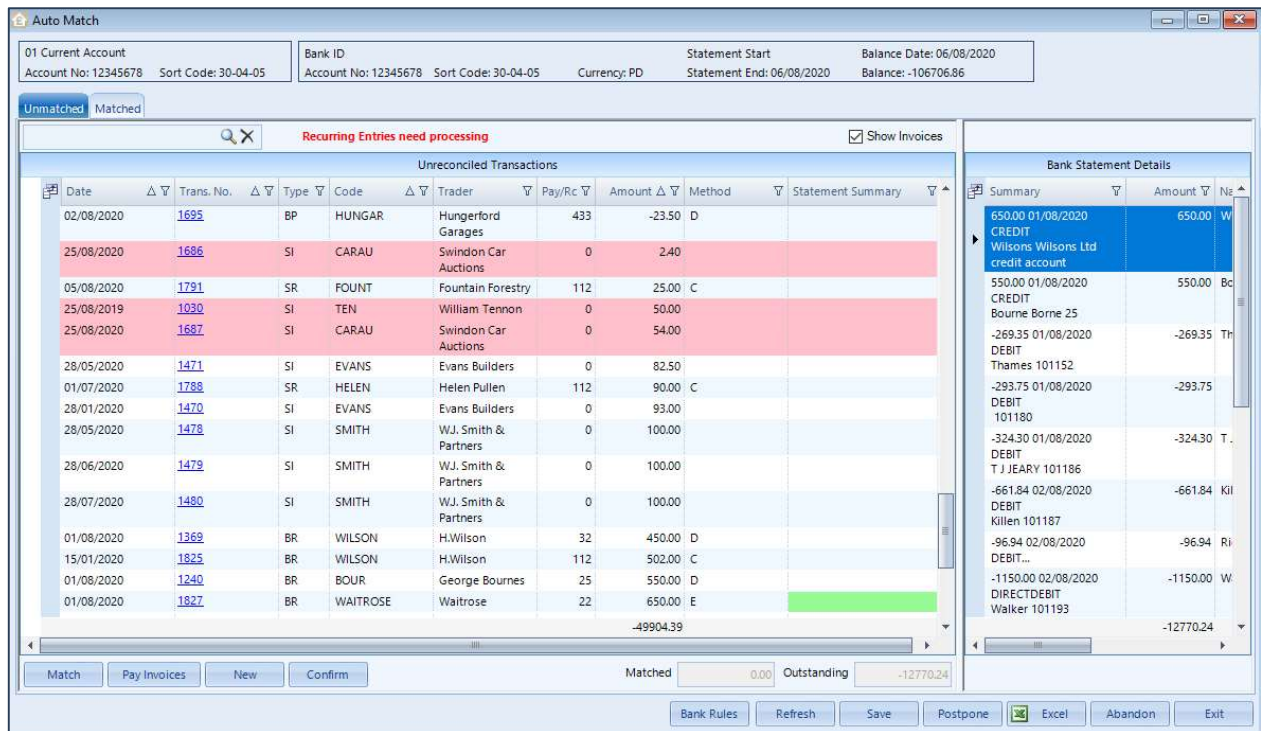 Auto Match
01 Current Account
Account No: 12345678 Sort Code: 30-04-05
Bank ID Statement Start Balance Date: 06/08/2020
Account No: 12345678 Sort Code: 30-04-05 Currency: PD Statement End: 06/08/2020 Balance: -106706.86
Unmatched Matched
Recurring Entries need processing Show Invoices
Unreconciled Transactions
Date Trans. No. Type Code Trader Pay/Rc Amount Method Statement Summary
02/08/2020 1695 BP HUNGAR Hungerford 433 -23.50 D
Garages
25/08/2020 1686 SI CARAU Swindon Car 0 2.40
Auctions
05/08/2020 1791 SR FOUNT Fountain Forestry 112 25.00 C
25/08/2019 1030 SI TEN William Tennon 0 50.00
25/08/2020 1687 SI CARAU Swindon Car 0 54.00
Auctions
28/05/2020 1471 SI EVANS Evans Builders 0 82.50
01/07/2020 1788 SR HELEN Helen Pullen 112 90.00 C
28/01/2020 1470 SI EVANS Evans Builders 0 93.00
28/05/2020 1478 SI SMITH W.J. Smith & 0 100.00
Partners
28/06/2020 1479 SI SMITH W.J. Smith & 0 100.00
Partners
28/07/2020 1480 SI SMITH W.J. Smith & 0 100.00
Partners
01/08/2020 1369 BR WILSON H.Wilson 32 450.00 D
15/01/2020 1825 BR WILSON H.Wilson 112 502.00 C
01/08/2020 1240 BR BOUR George Bournes 25 550.00 D
01/08/2020 1827 BR WAITROSE Waitrose 22 650.00 E
-49904.39
Bank Statement Details
Summary Amount Na
650.00 01/08/2020 650.00 W
CREDIT
Wilsons Wilsons Ltd
credit account
550.00 01/08/2020 550.00 Bo
CREDIT
Bourne Borne 25
-269.35 01/08/2020 -269.35 Th
DEBIT
Thames 101152
-293.75 01/08/2020 -293.75
DEBIT
101180
-324.30 01/08/2020 -324.30 T .
DEBIT
T J JEARY 101186
-661.84 02/08/2020 -661.84 Kil
DEBIT
Killen 101187
-96.94 02/08/2020 -96.94 Ri
DEBIT...
-1150.00 02/08/2020 -1150.00 W
DIRECTDEBIT
Walker 101193
-12770.24
Match Pay Invoices New Confirm Matched 0.00 Outstanding -12770.24
Bank Rules Refresh Save Postpone Excel Abandon Exit